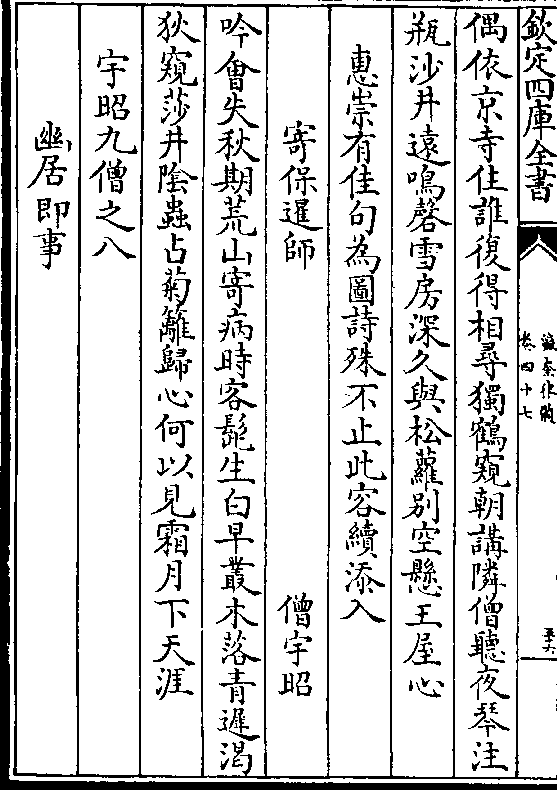 欽定四庫全書
瀛奎律髓
卷四十七
偶依京寺住誰復得相尋獨鶴窺朝講隣僧聽夜琴注
瓶沙井遠鳴磬雪房深久與松蘿別空懸王屋心
惠崇有佳句為圖詩殊不止此容續添入
寄保暹師　僧宇昭
吟會失秋期荒山寄病時客髭生白早叢木落青遲渴
狄窺莎井陰蟲占菊籬歸心何以見霜月下天涯
宇昭九僧之八
幽居即事